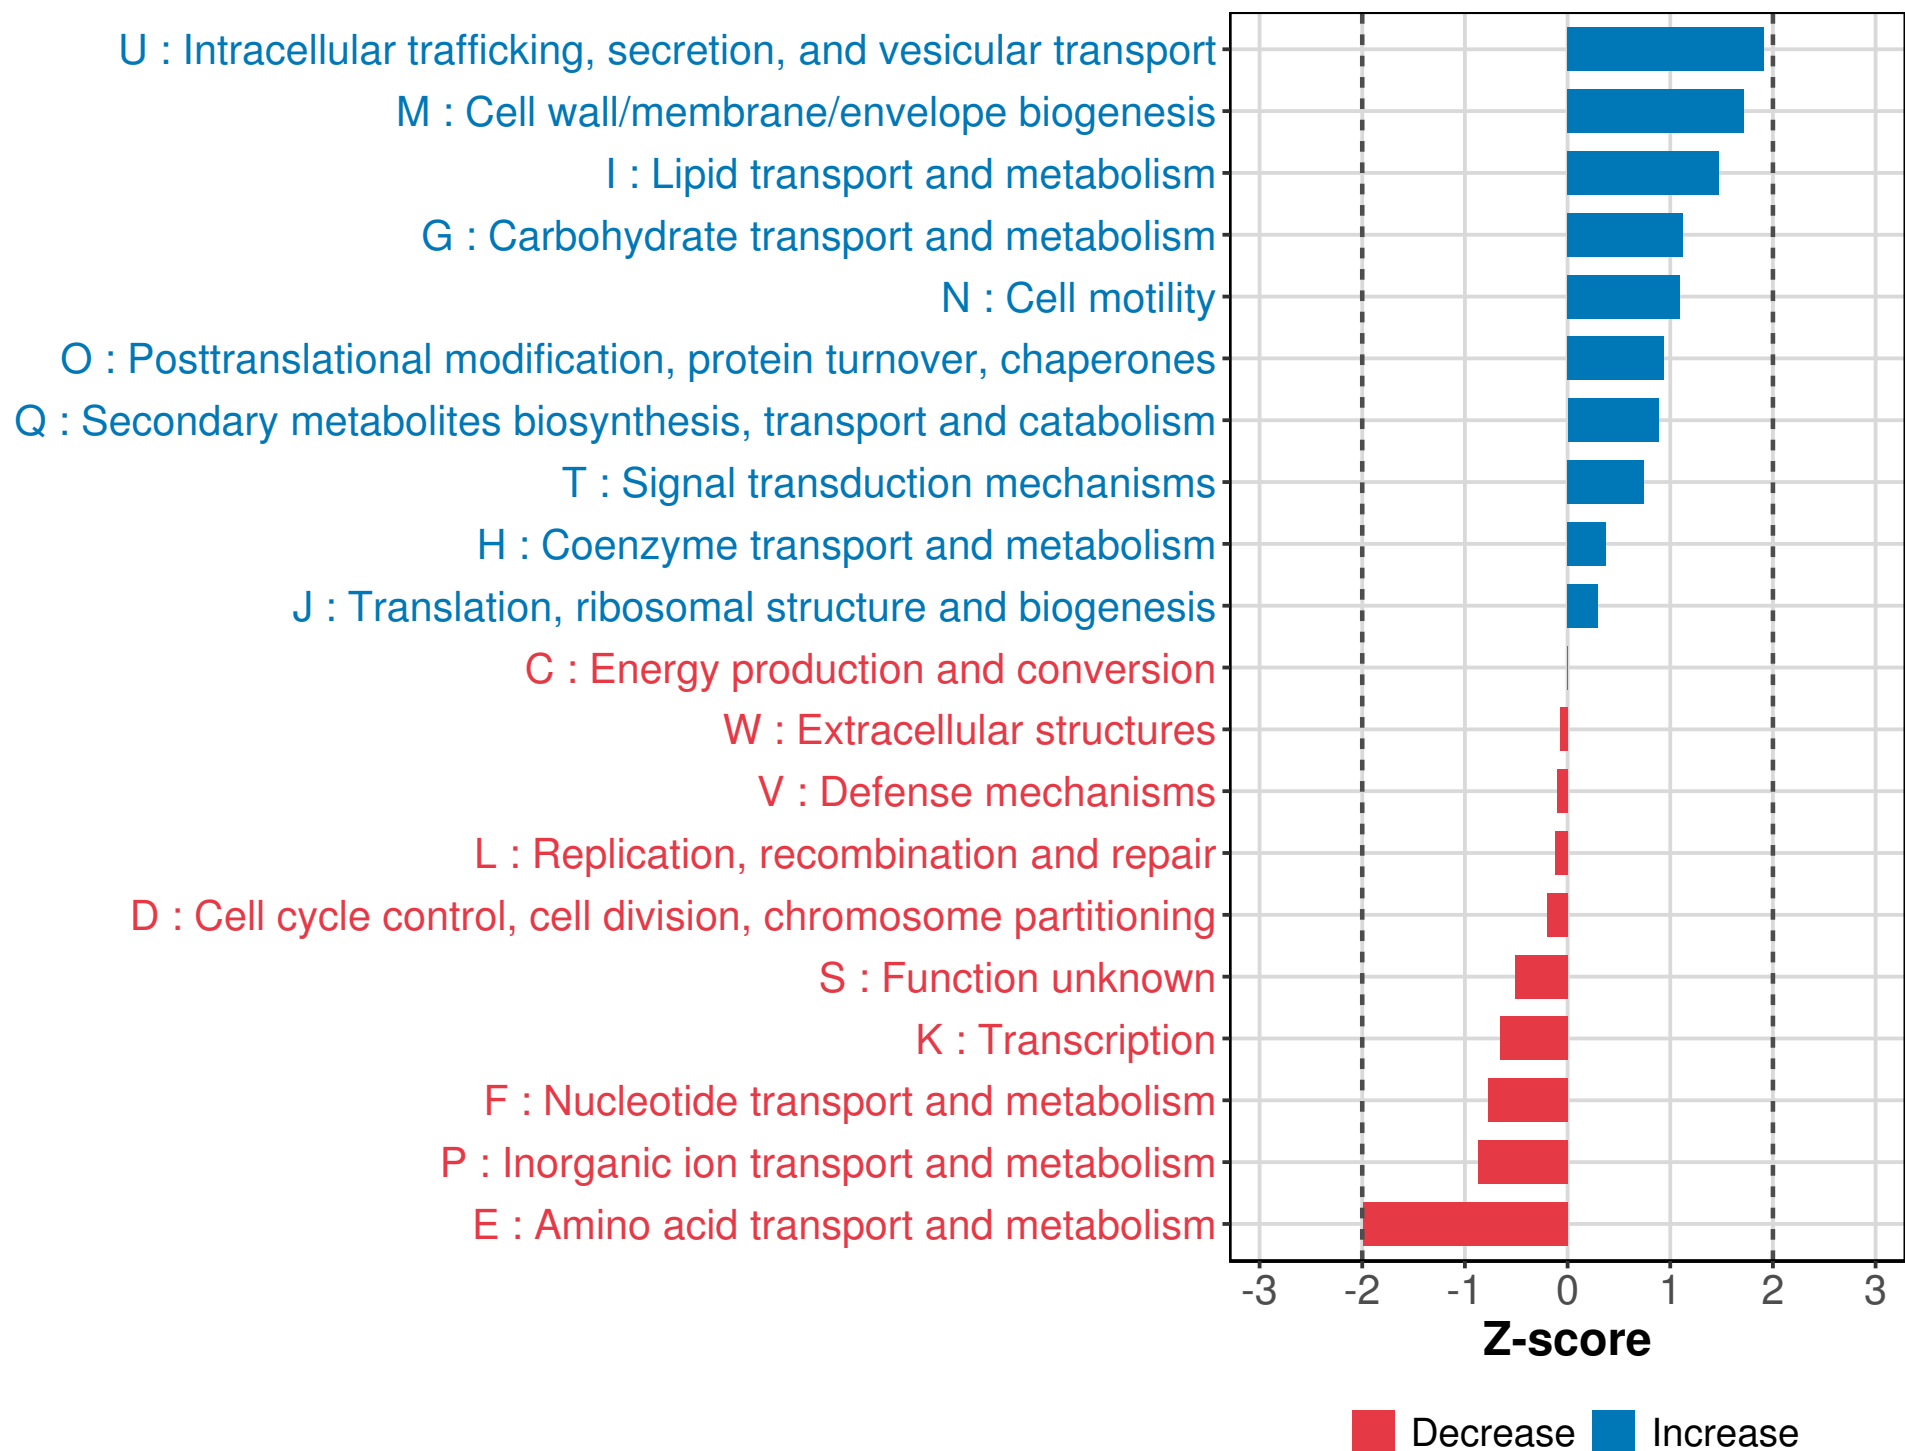 U : Intracellular trafficking, secretion, and vesicular transport
M : Cell wall/membrane/envelope biogenesis
I : Lipid transport and metabolism
G : Carbohydrate transport and metabolism
N : Cell motility
O : Posttranslational modification, protein turnover, chaperones
Q : Secondary metabolites biosynthesis, transport and catabolism
T : Signal transduction mechanisms
H : Coenzyme transport and metabolism
J : Translation, ribosomal structure and biogenesis
C : Energy production and conversion
W : Extracellular structures
V : Defense mechanisms
L : Replication, recombination and repair
D : Cell cycle control, cell division, chromosome partitioning
S : Function unknown
K : Transcription
F : Nucleotide transport and metabolism
P : Inorganic ion transport and metabolism
E : Amino acid transport and metabolism
-3 -2 -1 0 1 2 3
Z-score
Decrease Increase